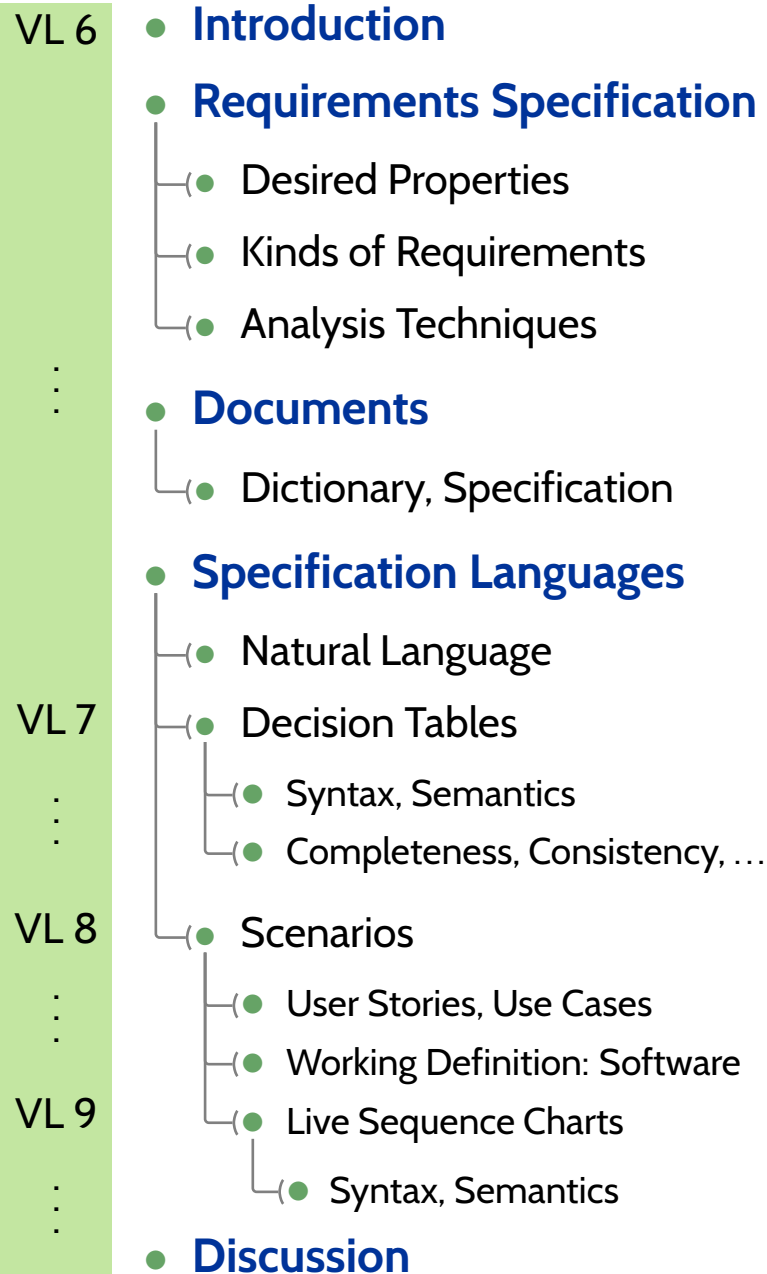 VL 6 • Introduction
• Requirements Specification
• Desired Properties
• Kinds of Requirements
• Analysis Techniques
⋮
• Documents
• Dictionary, Specification
• Specification Languages
• Natural Language
VL 7 • Decision Tables
• Syntax, Semantics
⋮
• Completeness, Consistency, …
VL 8 • Scenarios
• User Stories, Use Cases
⋮
• Working Definition: Software
VL 9 • Live Sequence Charts
• Syntax, Semantics
⋮
• Discussion